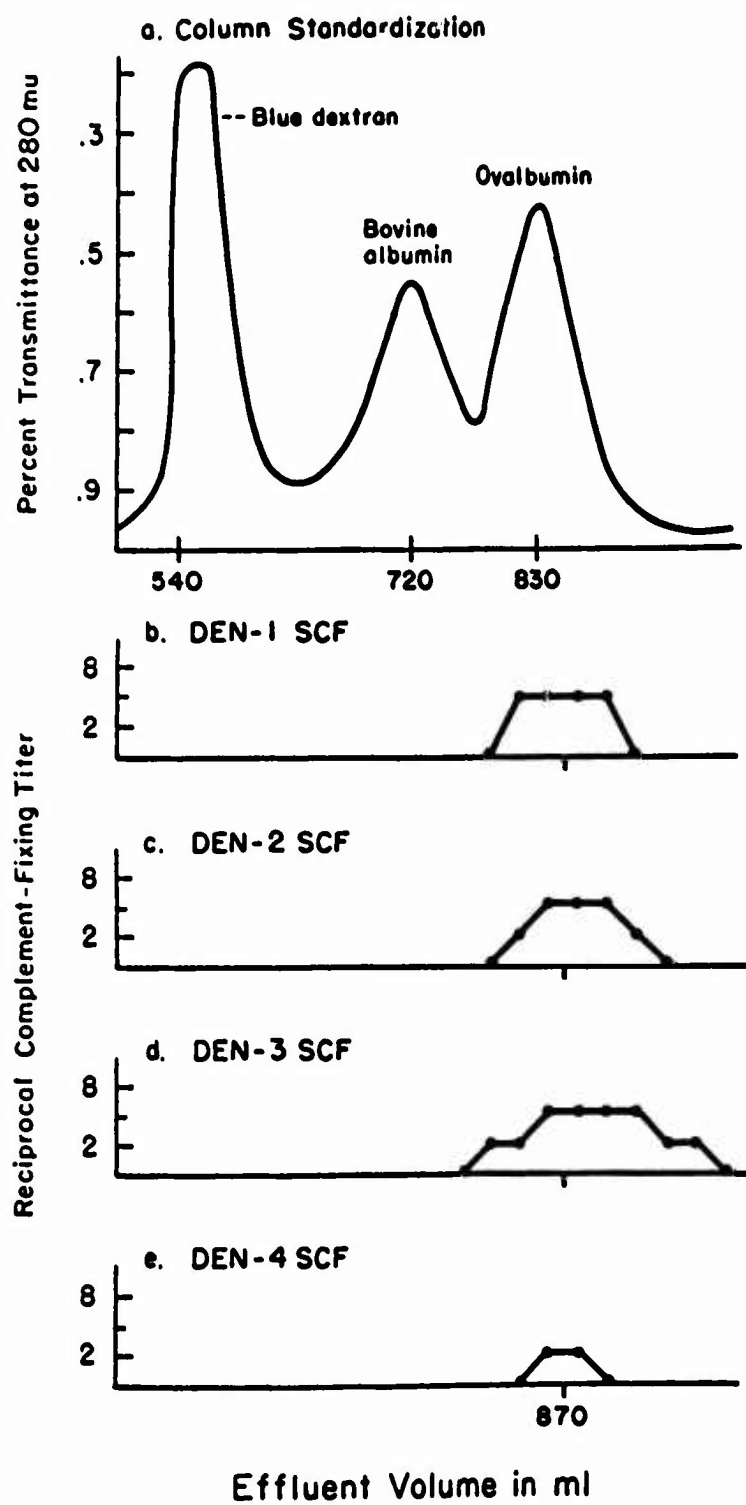 a. Column Standardization
Percent Transmittance at 280 mu
.3
.5
.7
.9
--Blue dextran
Bovine
albumin
Ovalbumin
540
720
830
Reciprocal Complement-Fixing Titer
b. DEN-1 SCF
8
2
c. DEN-2 SCF
8
2
d. DEN-3 SCF
8
2
e. DEN-4 SCF
8
2
870
Effluent Volume in ml